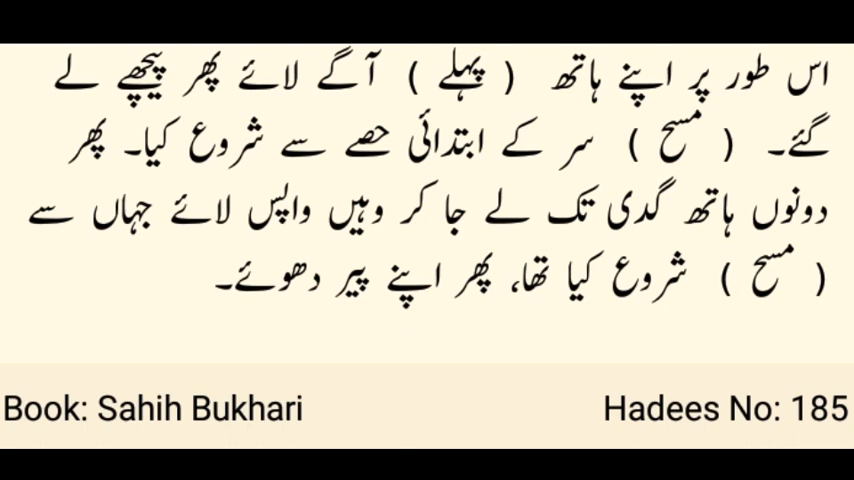 اس طور پر اپنے ہاتھ ( پہلے ) آگے لائے پھر پیچھے لے
گئے۔ ( مسح ) سر کے ابتدائی حصے سے شروع کیا۔ پھر
دونوں ہاتھ گدی تک لے جا کر وہیں واپس لائے جہاں سے
( مسح ) شروع کیا تھا، پھر اپنے پیر دھوئے۔
Book: Sahih Bukhari
Hadees No: 185